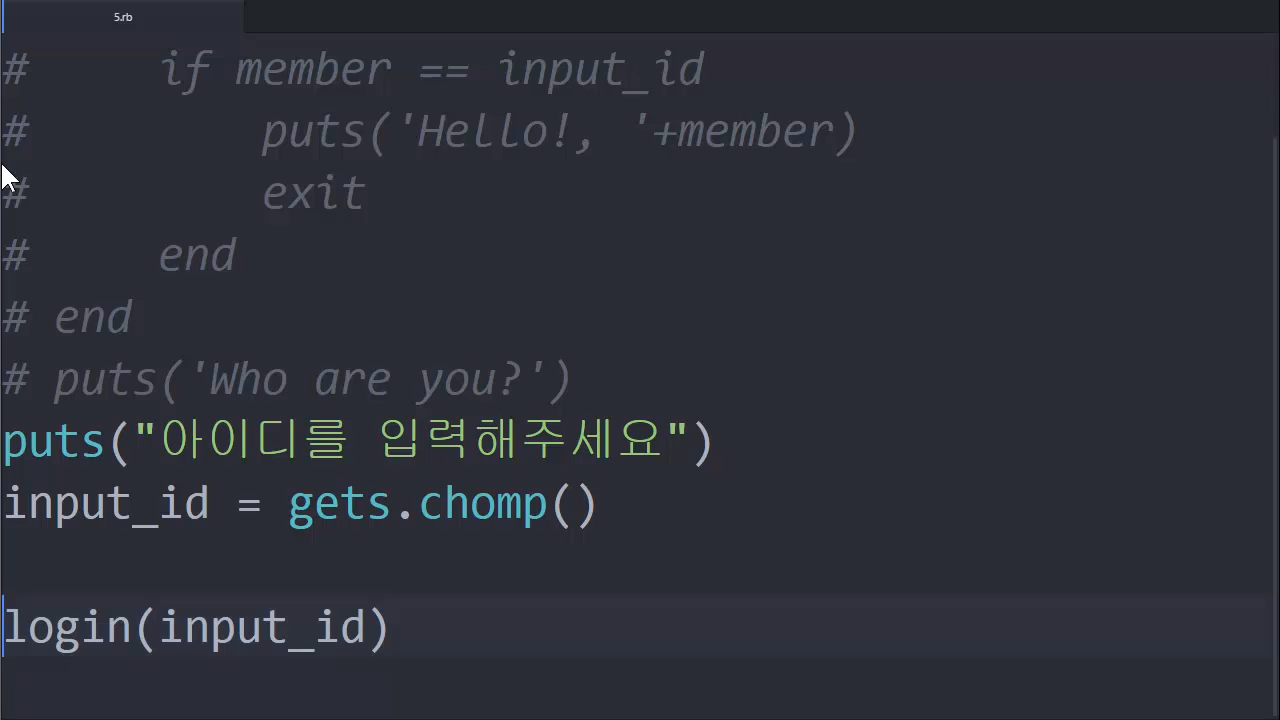 5.rb
#     if member == input_id
#         puts('Hello!, '+member)
#         exit
#     end
# end
# puts('Who are you?')
puts("아이디를 입력해주세요")
input_id = gets.chomp()
login(input_id)